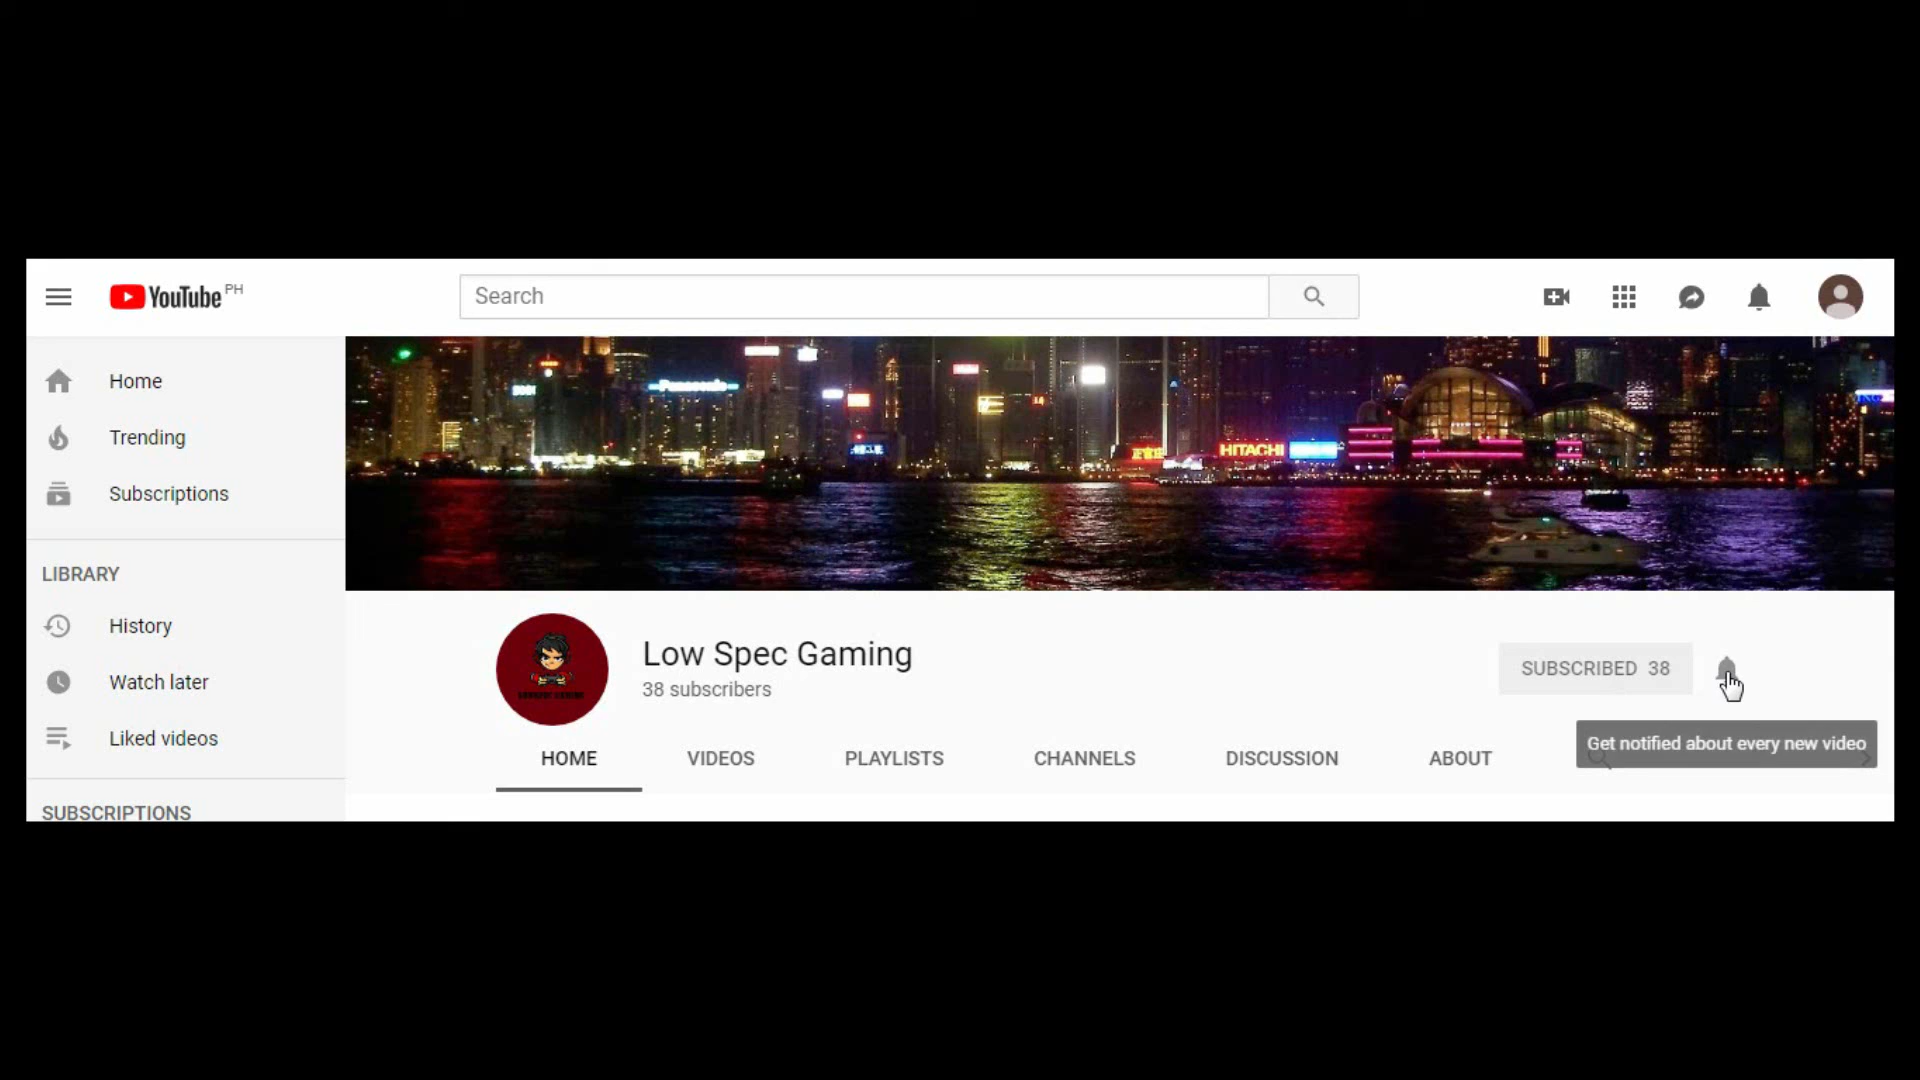 YouTube PH
Search
Home
Trending
Subscriptions
LIBRARY
History
Watch later
Liked videos
SUBSCRIPTIONS
Panasonic
HITACHI
Low Spec Gaming
38 subscribers
SUBSCRIBED 38
Get notified about every new video
HOME
VIDEOS
PLAYLISTS
CHANNELS
DISCUSSION
ABOUT